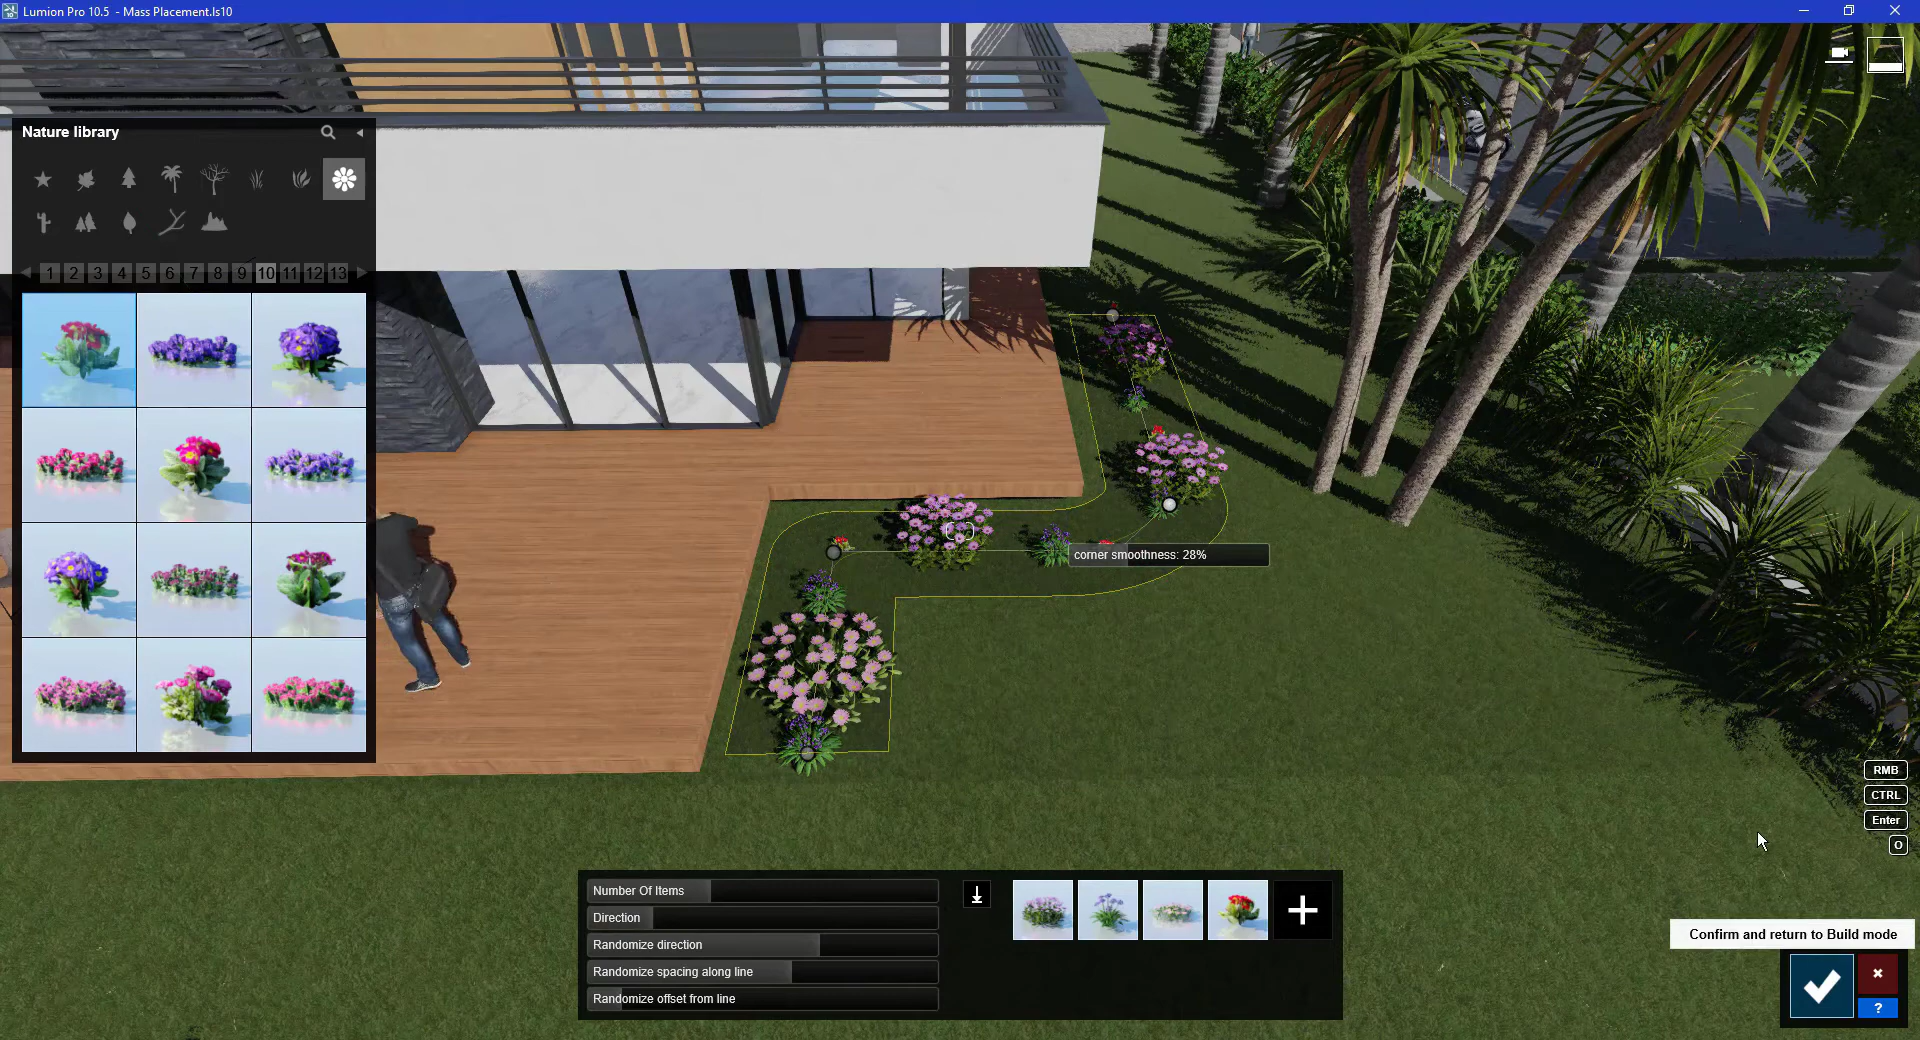 Lumion Pro 10.5 - Mass Placement.ls10
Nature library
1 2 3 4 5 6 7 8 9 10 11 12 13
corner smoothness: 28%
RMB
CTRL
Enter
O
Number Of Items
Direction
Randomize direction
Randomize spacing along line
Randomize offset from line
Confirm and return to Build mode
?